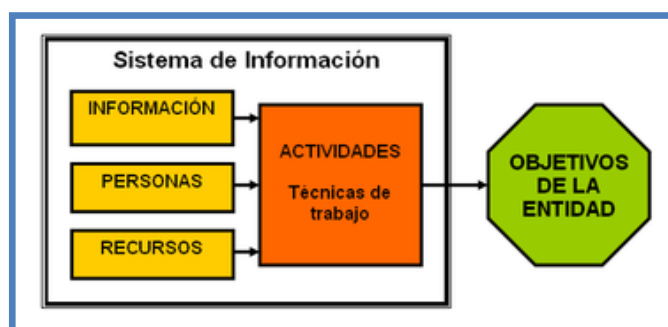 Sistema de Información
INFORMACIÓN
PERSONAS
RECURSOS
ACTIVIDADES
Técnicas de
trabajo
OBJETIVOS
DE LA
ENTIDAD